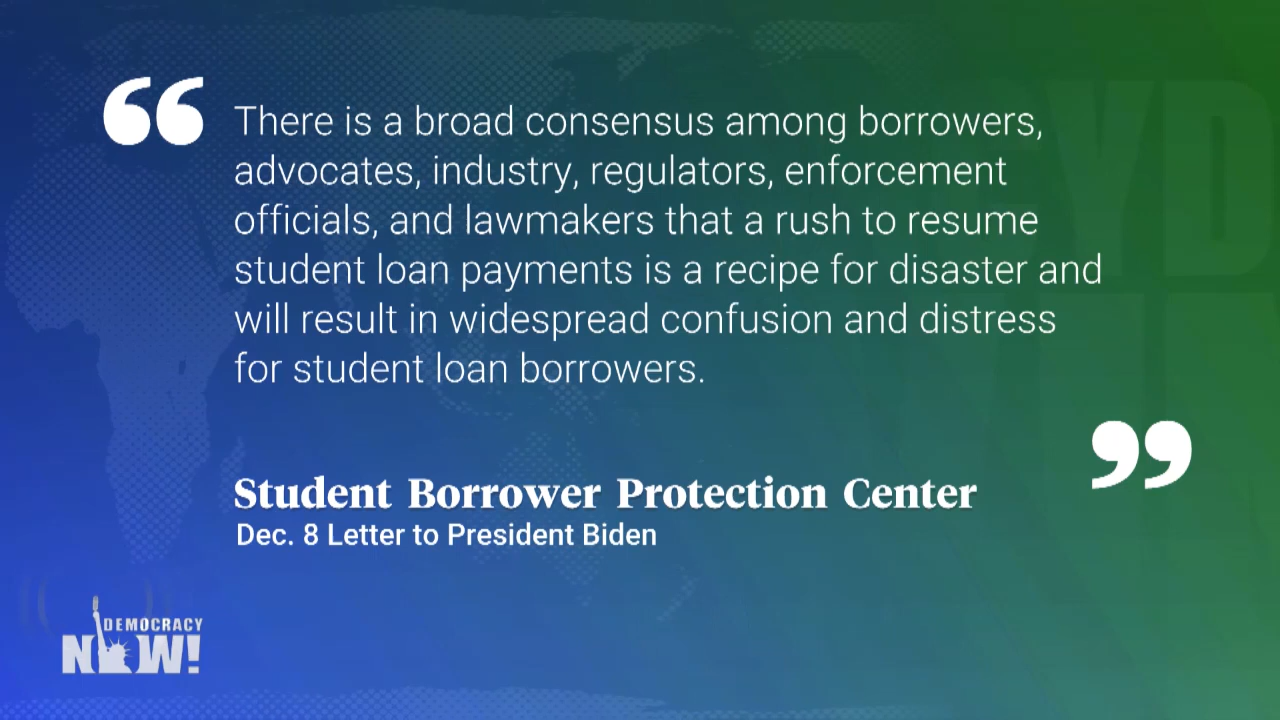 “ There is a broad consensus among borrowers,
advocates, industry, regulators, enforcement
officials, and lawmakers that a rush to resume
student loan payments is a recipe for disaster and
will result in widespread confusion and distress
for student loan borrowers.
”
Student Borrower Protection Center
Dec. 8 Letter to President Biden
DEMOCRACY
NOW!